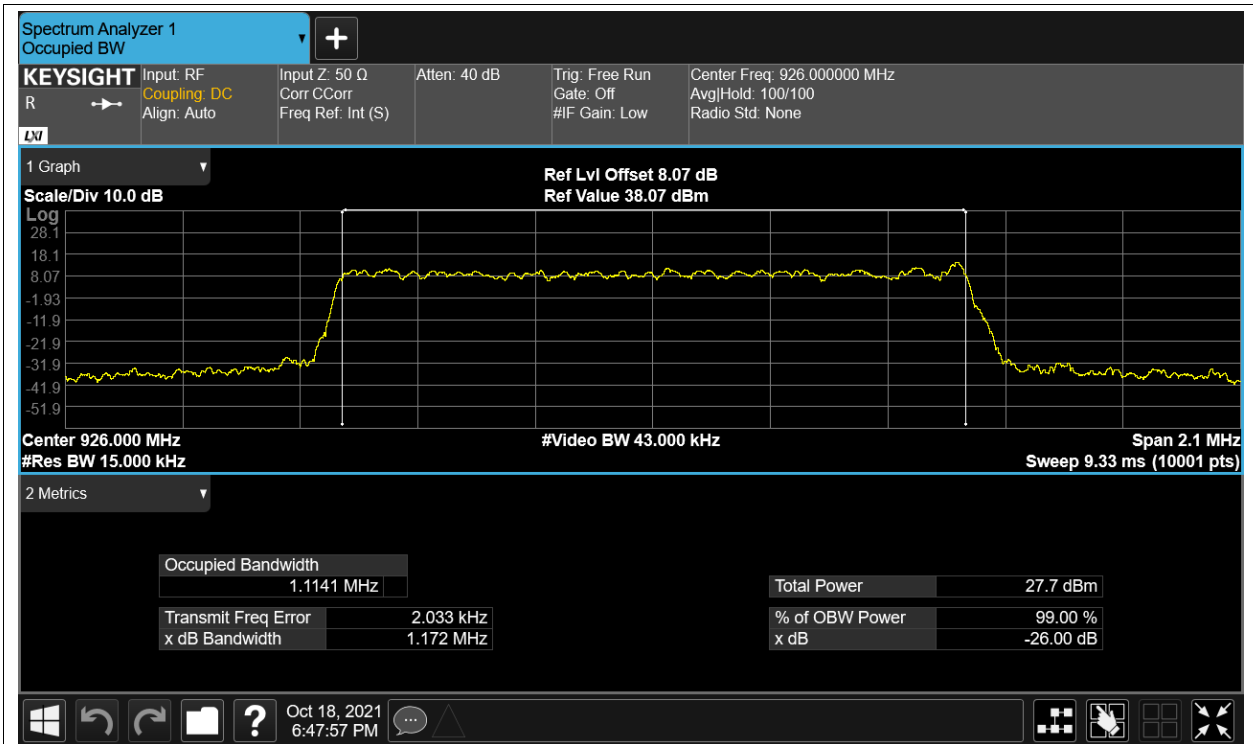 Spectrum Analyzer 1
Occupied BW
KEYSIGHT
R
LXI
Input: RF
Coupling: DC
Align: Auto
Input Z: 50 Ω
Corr CCorr
Freq Ref: Int (S)
Atten: 40 dB
Trig: Free Run
Gate: Off
#IF Gain: Low
Center Freq: 926.000000 MHz
Avg|Hold: 100/100
Radio Std: None
1 Graph
Scale/Div 10.0 dB
Ref Lvl Offset 8.07 dB
Ref Value 38.07 dBm
Log
28.1
18.1
8.07
-1.93
-11.9
-21.9
-31.9
-41.9
-51.9
Center 926.000 MHz
#Res BW 15.000 kHz
#Video BW 43.000 kHz
Span 2.1 MHz
Sweep 9.33 ms (10001 pts)
2 Metrics
Occupied Bandwidth
1.1141 MHz
Transmit Freq Error 2.033 kHz
x dB Bandwidth 1.172 MHz
Total Power 27.7 dBm
% of OBW Power 99.00 %
x dB -26.00 dB
?
Oct 18, 2021
6:47:57 PM